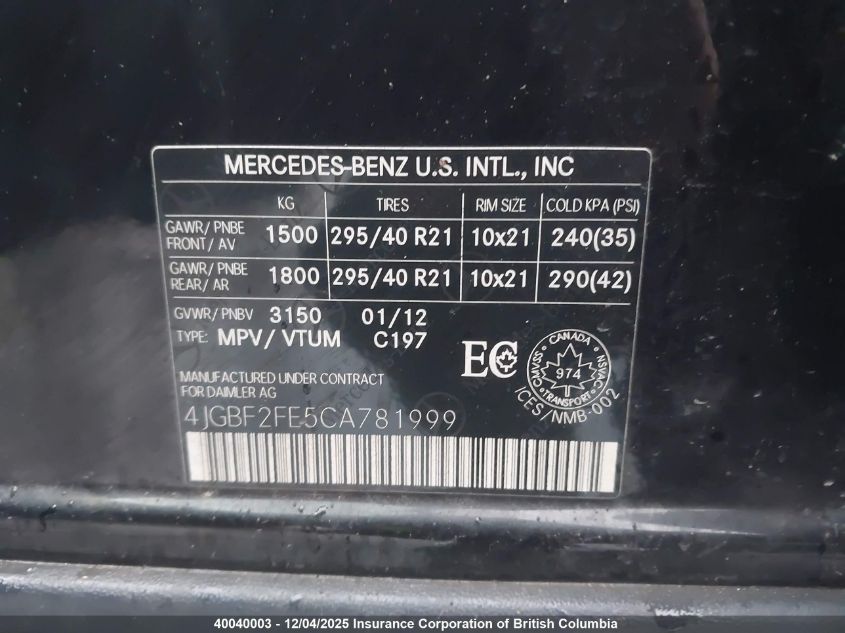 MERCEDES-BENZ U.S. INTL., INC
KG TIRES RIM SIZE COLD KPA (PSI)
GAWR/PNBE FRONT/AV 1500 295/40 R21 10x21 240(35)
GAWR/PNBE REAR/AR 1800 295/40 R21 10x21 290(42)
GVWR/PNBV 3150 01/12
TYPE: MPV/VTUM C197
EC
CANADA
974
TRANSPORT
CMVSS
NSVAC
ICES/NMB-002
MANUFACTURED UNDER CONTRACT
FOR DAIMLER AG
4JGBF2FE5CA781999
40040003 - 12/04/2025 Insurance Corporation of British Columbia